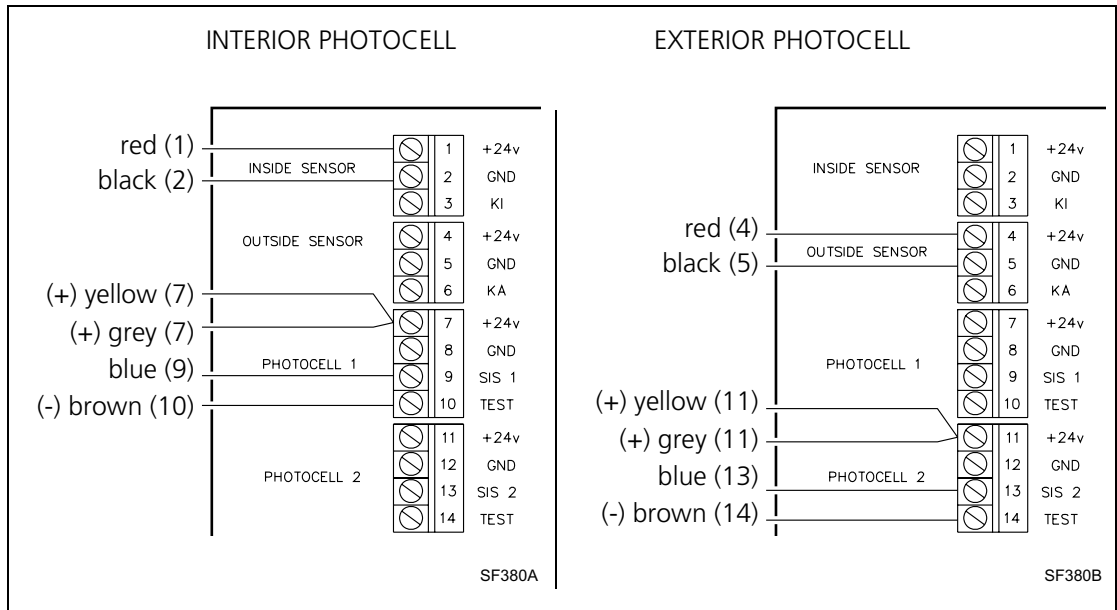 INTERIOR PHOTOCELL
red (1)
black (2)
INSIDE SENSOR
1 +24v
2 GND
3 KI
OUTSIDE SENSOR
4 +24v
5 GND
6 KA
(+) yellow (7)
(+) grey (7)
blue (9)
(-) brown (10)
PHOTOCELL 1
7 +24v
8 GND
9 SIS 1
10 TEST
PHOTOCELL 2
11 +24v
12 GND
13 SIS 2
14 TEST
SF380A
EXTERIOR PHOTOCELL
INSIDE SENSOR
1 +24v
2 GND
3 KI
red (4)
black (5)
OUTSIDE SENSOR
4 +24v
5 GND
6 KA
PHOTOCELL 1
7 +24v
8 GND
9 SIS 1
10 TEST
(+) yellow (11)
(+) grey (11)
blue (13)
(-) brown (14)
PHOTOCELL 2
11 +24v
12 GND
13 SIS 2
14 TEST
SF380B